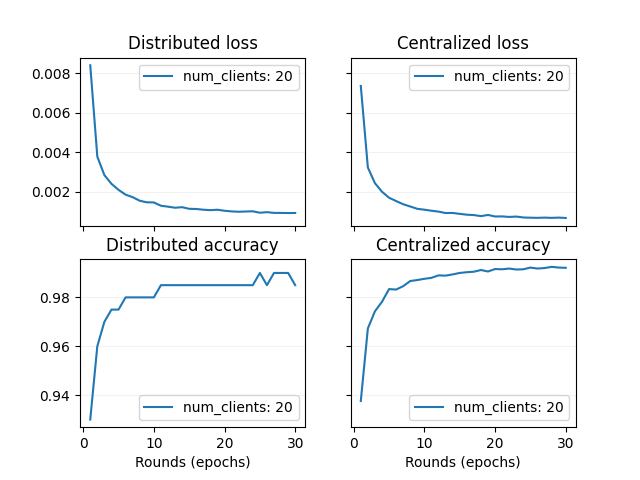 Distributed loss
Centralized loss
0.008
0.006
0.004
0.002
num_clients: 20
num_clients: 20
Distributed accuracy
Centralized accuracy
0.98
0.96
0.94
num_clients: 20
num_clients: 20
0 10 20 30
0 10 20 30
Rounds (epochs)
Rounds (epochs)